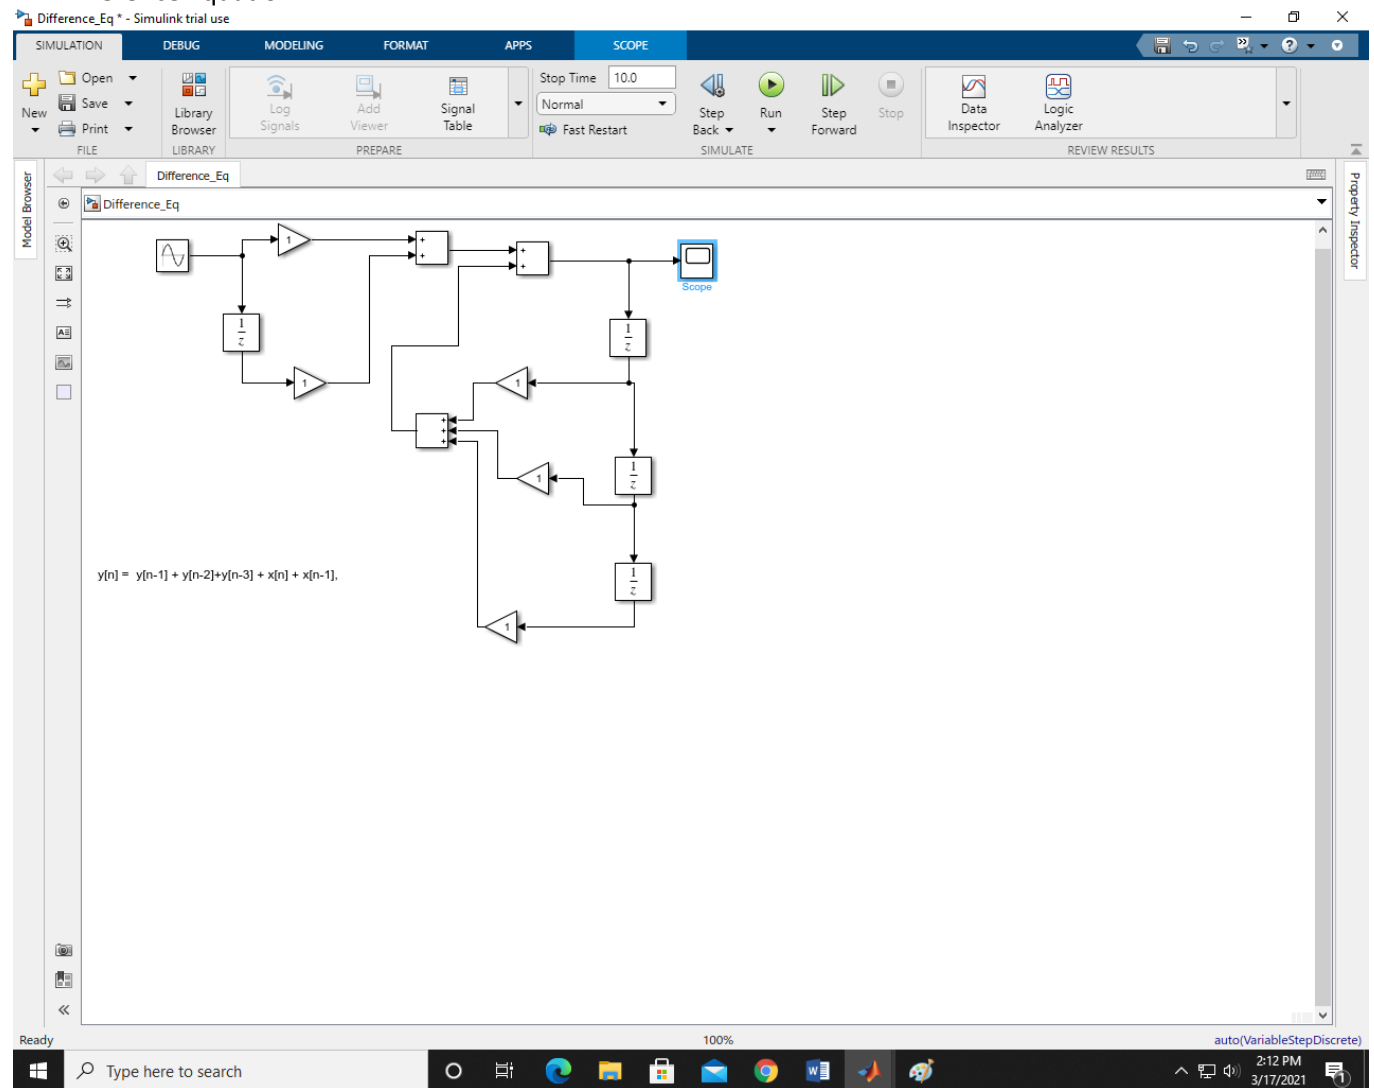 Difference_Eq * - Simulink trial use
SIMULATION DEBUG MODELING FORMAT APPS SCOPE
New
Open
Save
Print
FILE
Library Browser
LIBRARY
Log Signals
Add Viewer
Signal Table
PREPARE
Stop Time 10.0
Normal
Fast Restart
Step Back
Run
Step Forward
Stop
SIMULATE
Data Inspector
Logic Analyzer
REVIEW RESULTS
Model Browser
Difference_Eq
Property Inspector
Difference_Eq
1
+
+
+
+
Scope
1
z
1
z
1
1
+
+
+
1
z
1
y[n] = y[n-1] + y[n-2]+y[n-3] + x[n] + x[n-1],
1
z
1
Ready 100% auto(VariableStepDiscrete)
Type here to search
2:12 PM
3/17/2021